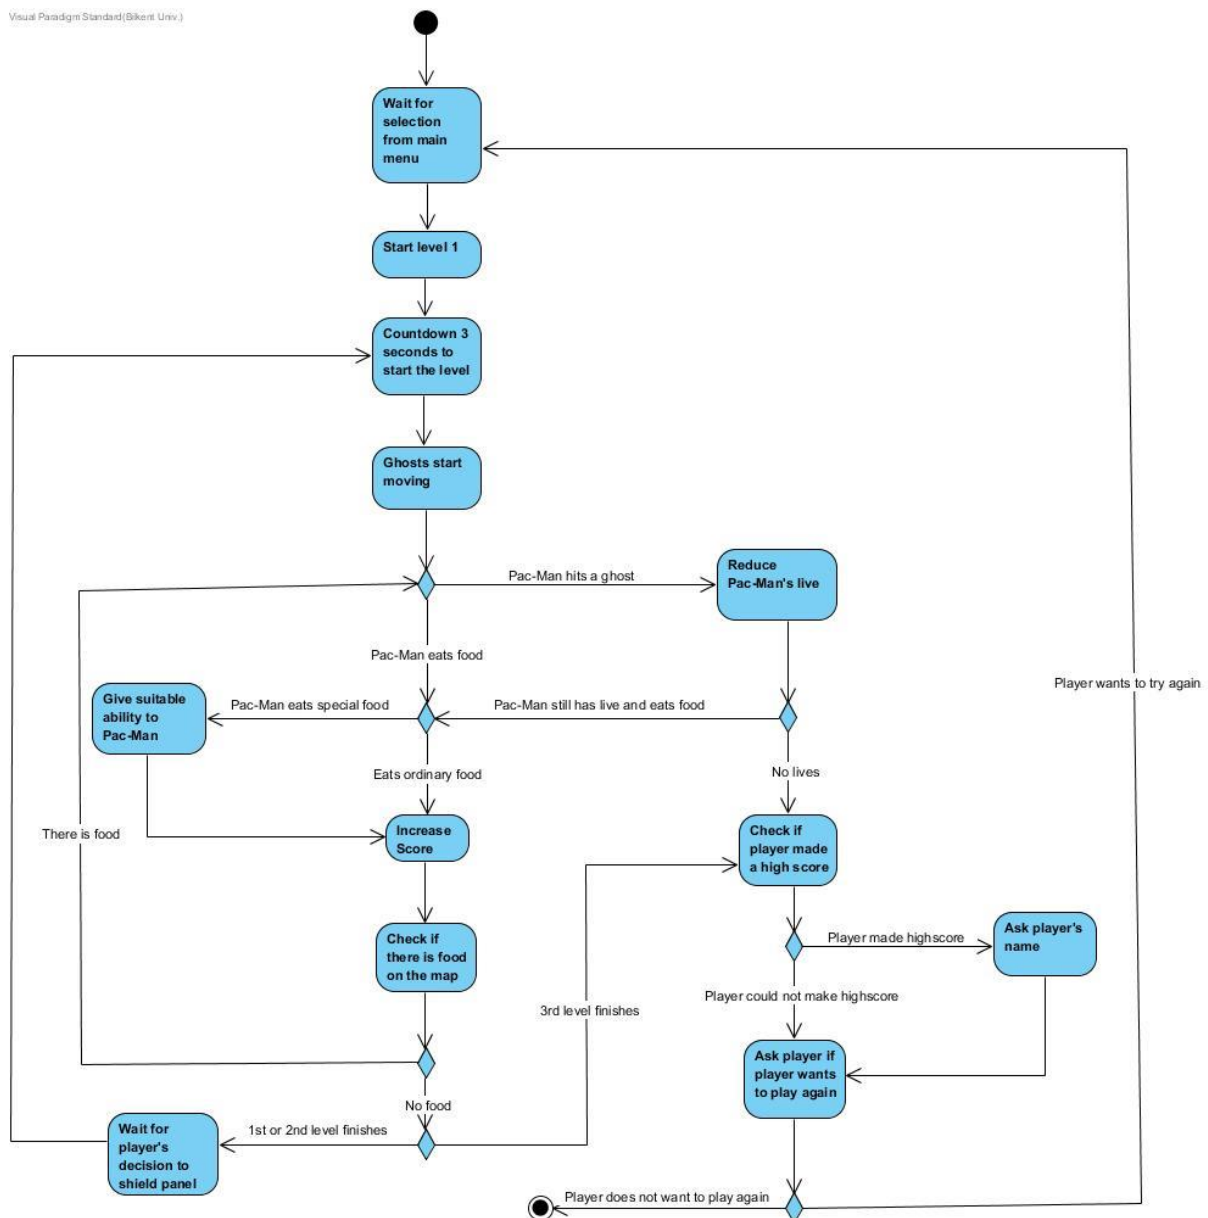 Visual Paradigm Standard(Bilkent Univ.)
Wait for
selection
from main
menu
Start level 1
Countdown 3
seconds to
start the level
Ghosts start
moving
Pac-Man hits a ghost
Reduce
Pac-Man's live
Pac-Man eats food
Player wants to try again
Give suitable
ability to
Pac-Man
Pac-Man eats special food
Pac-Man still has live and eats food
Eats ordinary food
No lives
There is food
Increase
Score
Check if
player made
a high score
Check if
there is food
on the map
Player made highscore
Ask player's
name
Player could not make highscore
3rd level finishes
Ask player if
player wants
to play again
No food
Wait for
player's
decision to
shield panel
1st or 2nd level finishes
Player does not want to play again